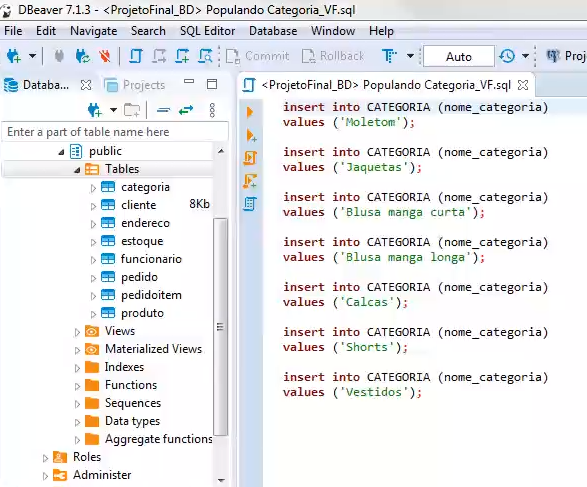 DBeaver 7.1.3 - <ProjetoFinal_BD> Populando Categoria_VF.sql
File Edit Navigate Search SQL Editor Database Window Help
Commit Rollback Auto Proj
Databa... Projects <ProjetoFinal_BD> Populando Categoria_VF.sql
Enter a part of table name here
public
Tables
categoria
cliente 8Kb
endereco
estoque
funcionario
pedido
pedidoitem
produto
Views
Materialized Views
Indexes
Functions
Sequences
Data types
Aggregate functions
Roles
Administer
insert into CATEGORIA (nome_categoria)
values ('Moletom');
insert into CATEGORIA (nome_categoria)
values ('Jaquetas');
insert into CATEGORIA (nome_categoria)
values ('Blusa manga curta');
insert into CATEGORIA (nome_categoria)
values ('Blusa manga longa');
insert into CATEGORIA (nome_categoria)
values ('Calcas');
insert into CATEGORIA (nome_categoria)
values ('Shorts');
insert into CATEGORIA (nome_categoria)
values ('Vestidos');